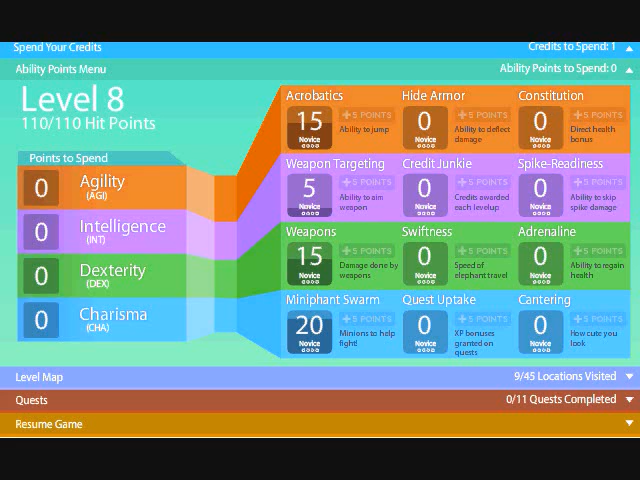 Spend Your Credits
Credits to Spend: 1
Ability Points Menu
Ability Points to Spend: 0
Level 8
110/110 Hit Points
Points to Spend
0 Agility
(AGI)
0 Intelligence
(INT)
0 Dexterity
(DEX)
0 Charisma
(CHA)
Acrobatics
15
Novice
+5 POINTS
Ability to jump
Hide Armor
0
Novice
+5 POINTS
Ability to deflect
damage
Constitution
0
Novice
+5 POINTS
Direct health
bonus
Weapon Targeting
5
Novice
+5 POINTS
Ability to aim
weapon
Credit Junkie
0
Novice
+5 POINTS
Credits awarded
each levelup
Spike-Readiness
0
Novice
+5 POINTS
Ability to skip
spike damage
Weapons
15
Novice
+5 POINTS
Damage done by
weapons
Swiftness
0
Novice
+5 POINTS
Speed of
elephant travel
Adrenaline
0
Novice
+5 POINTS
Ability to regain
health
Miniphant Swarm
20
Novice
+5 POINTS
Minions to help
fight!
Quest Uptake
0
Novice
+5 POINTS
XP bonuses
granted on
quests
Cantering
0
Novice
+5 POINTS
How cute you
look
Level Map
9/45 Locations Visited
Quests
0/11 Quests Completed
Resume Game